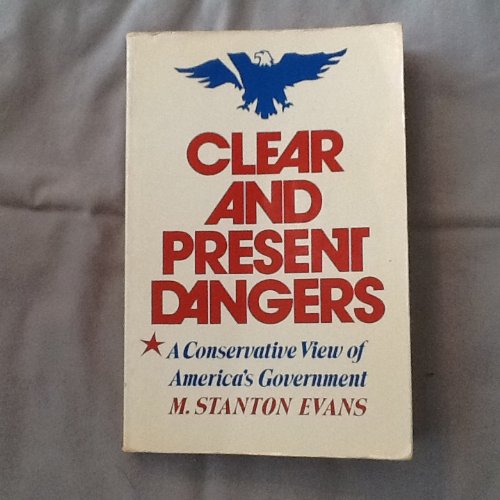 CLEAR
AND
PRESENT
DANGERS
A Conservative View of
America's Government
M. STANTON EVANS